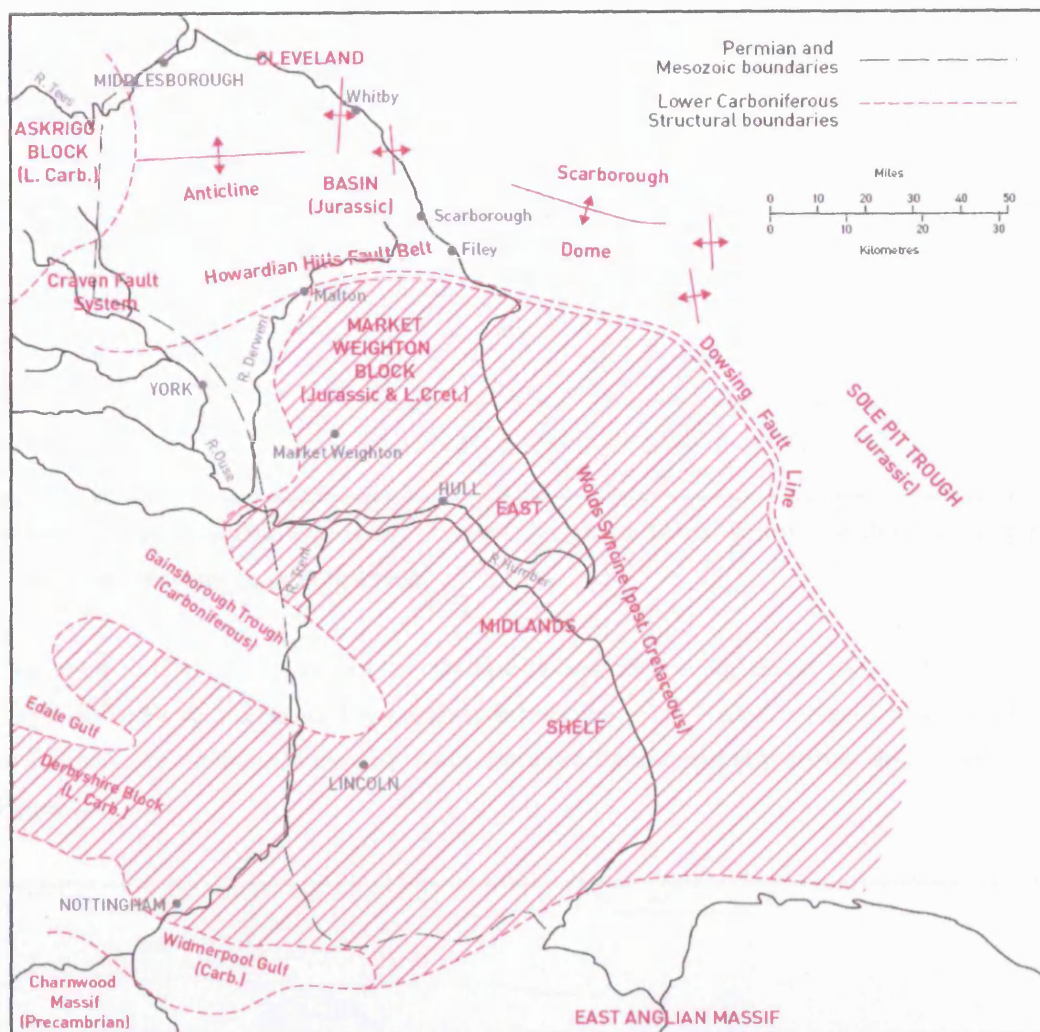 Permian and
Mesozoic boundaries
Lower Carboniferous
Structural boundaries
Miles
0 10 20 30 40 50
0 10 20 30
Kilometres
CLEVELAND
MIDDLESBOROUGH
R. Tees
Whitby
ASKRIGG
BLOCK
(L. Carb.)
Anticline
BASIN
(Jurassic)
Scarborough
Dome
Scarborough
Filey
Howardian Hills Fault Belt
Craven Fault
System
Malton
MARKET
WEIGHTON
BLOCK
(Jurassic & L.Cret.)
R. Derwent
YORK
Dowsing Fault Line
SOLE PIT TROUGH
(Jurassic)
Market Weighton
R.Ouse
HULL
EAST
Wolds Syncine (post. Cretaceous)
R.Humber
R.Trent
Gainsborough Trough
(Carboniferous)
MIDLANDS
Edale Gulf
SHELF
Derbyshire Block
(L. Carb.)
LINCOLN
NOTTINGHAM
Widmerpool Gulf
(Carb.)
Charnwood
Massif
(Precambrian)
EAST ANGLIAN MASSIF